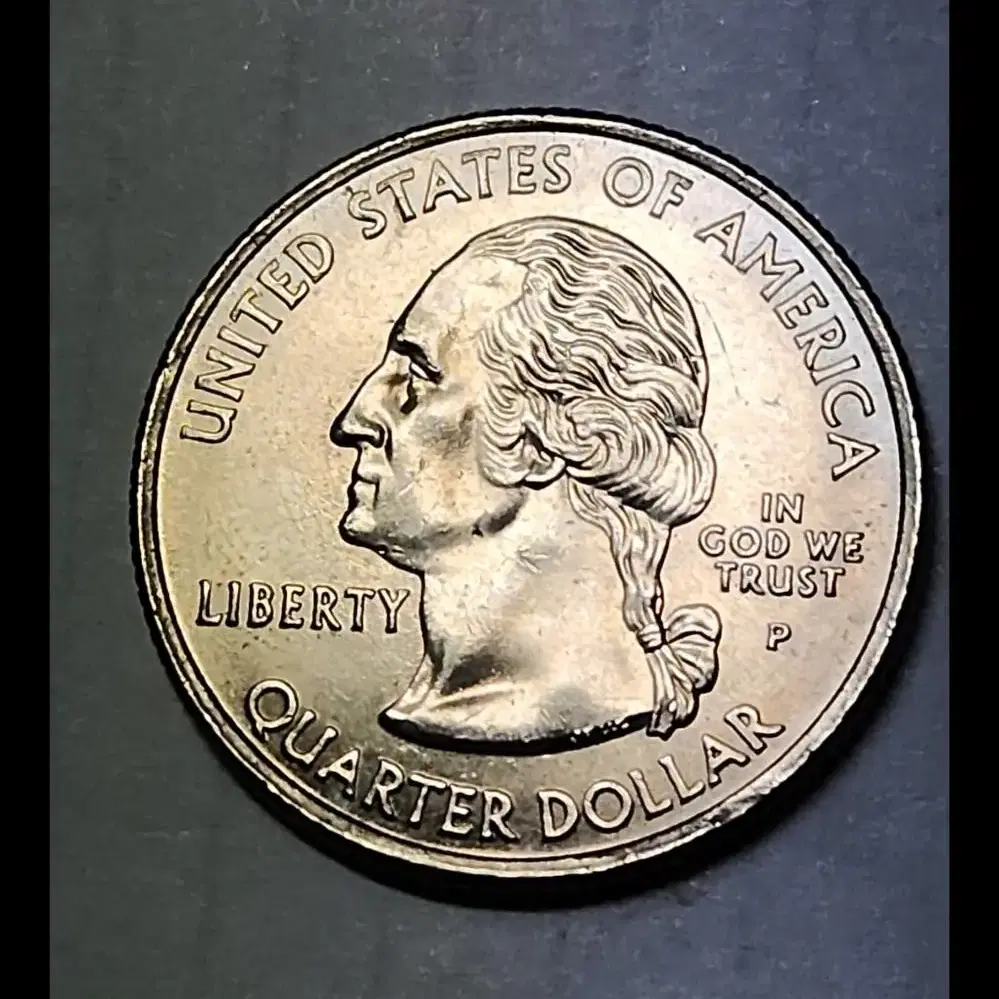 UNITED STATES OF AMERICA
LIBERTY
IN
GOD WE
TRUST
P
QUARTER DOLLAR